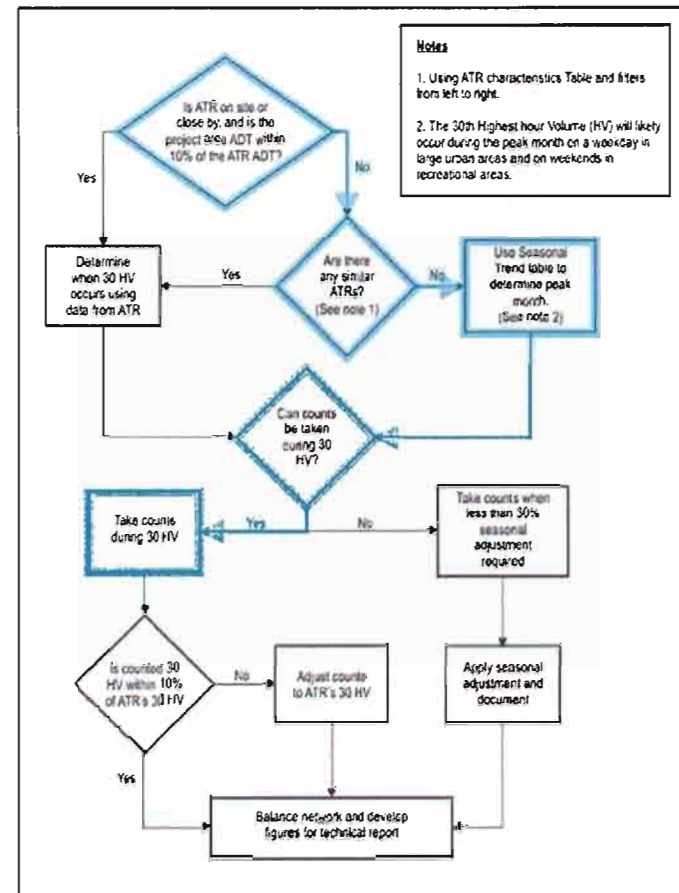 Notes
1. Using ATR characteristics Table and filters
from left to right.
2. The 30th Highest hour Volume (HV) will likely
occur during the peak month on a weekday in
large urban areas and on weekends in
recreational areas.
Is ATR on site or
close by, and is the
project area ADT within
10% of the ATR ADT?
Yes
No
Determine
when 30 HV
occurs using
data from ATR
Yes
Are there
any similar
ATRs?
(See note 1)
No
Use Seasonal
Trend table to
determine peak
month.
(See note 2)
Can counts
be taken
during 30
HV?
Take counts
during 30 HV
Yes
No
Take counts when
less than 30%
seasonal
adjustment
required
Is counted 30
HV within 10%
of ATR's 30 HV
No
Adjust counts
to ATR's 30 HV
Apply seasonal
adjustment and
document
Yes
Balance network and develop
figures for technical report